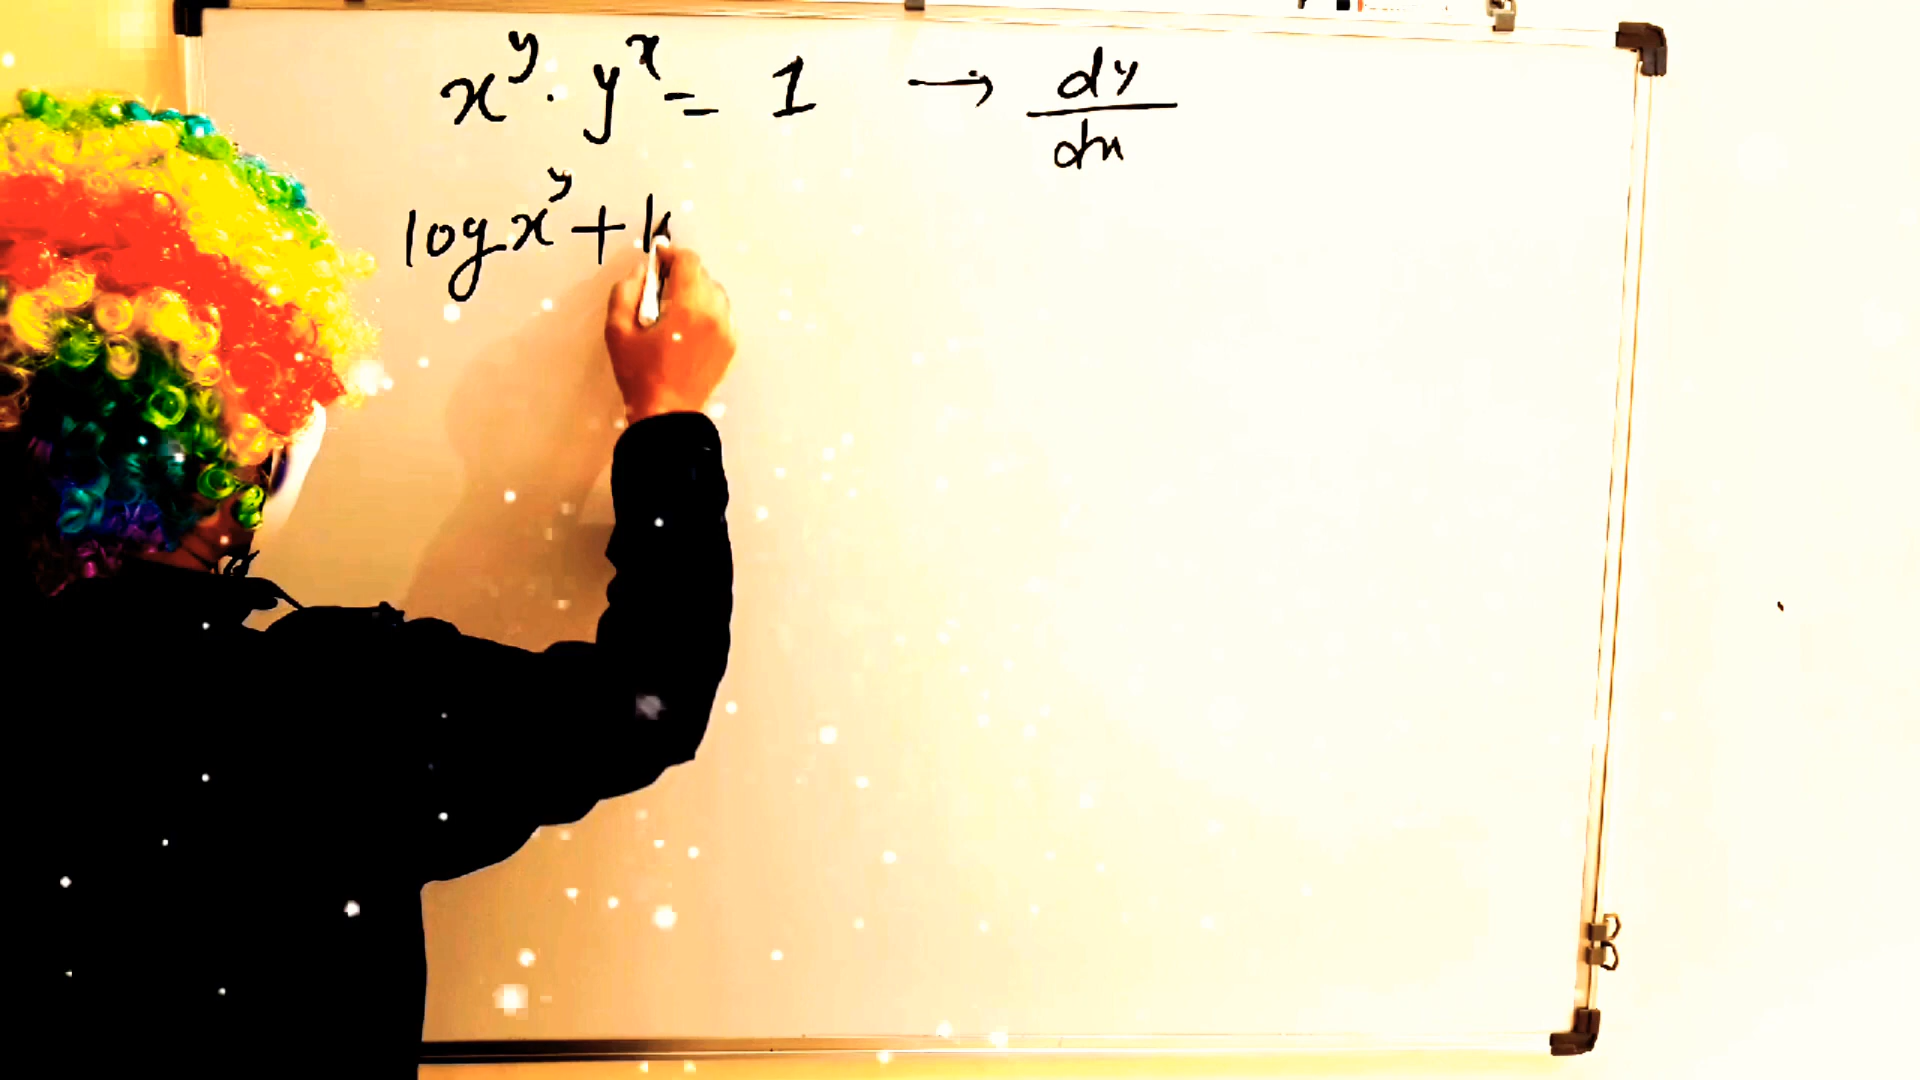 x^y · y^x = 1 → dy/dx
log x^y + l